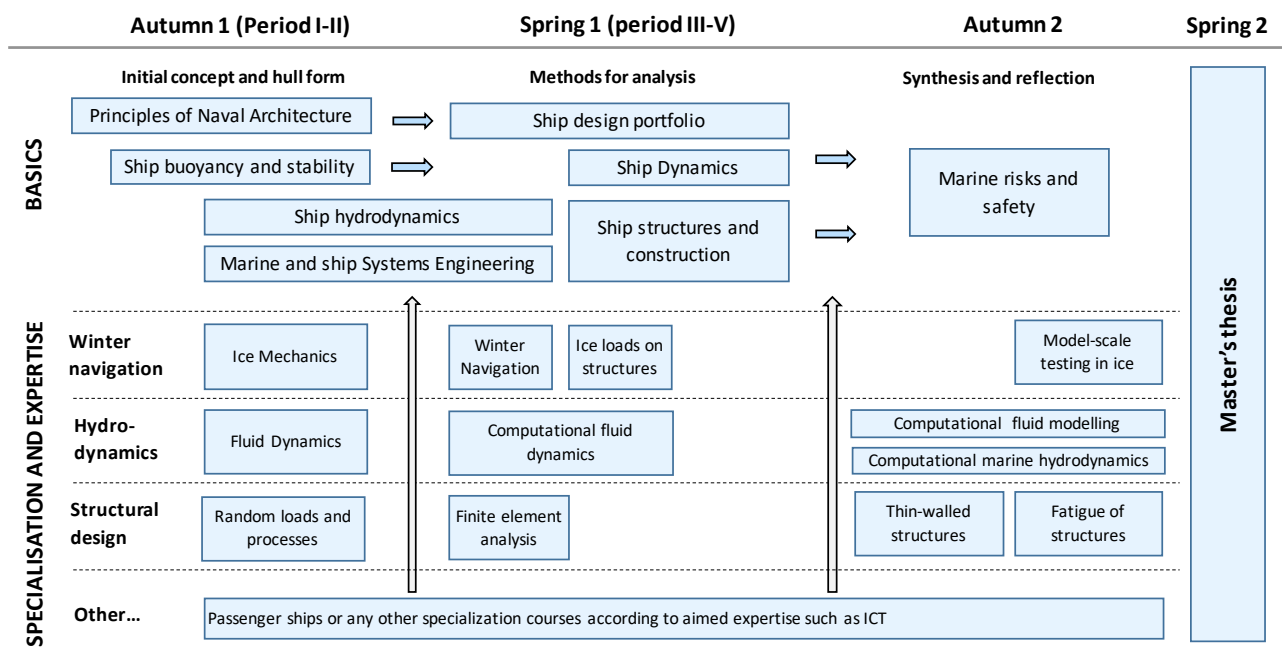 Autumn 1 (Period I-II)
Spring 1 (period III-V)
Autumn 2
Spring 2
BASICS
Initial concept and hull form
Methods for analysis
Synthesis and reflection
Principles of Naval Architecture
Ship design portfolio
Ship buoyancy and stability
Ship Dynamics
Marine risks and
safety
Ship hydrodynamics
Ship structures and
construction
Marine and ship Systems Engineering
SPECIALISATION AND EXPERTISE
Winter
navigation
Ice Mechanics
Winter
Navigation
Ice loads on
structures
Model-scale
testing in ice
Hydro-
dynamics
Fluid Dynamics
Computational fluid
dynamics
Computational fluid modelling
Computational marine hydrodynamics
Structural
design
Random loads and
processes
Finite element
analysis
Thin-walled
structures
Fatigue of
structures
Other…
Passenger ships or any other specialization courses according to aimed expertise such as ICT
Master's thesis